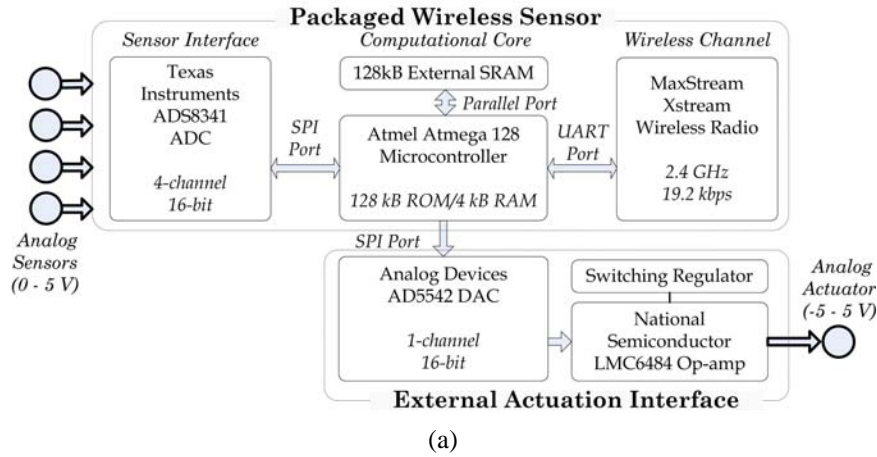 Packaged Wireless Sensor
Sensor Interface
Computational Core
Wireless Channel
Texas
Instruments
ADS8341
ADC
4-channel
16-bit
SPI
Port
128kB External SRAM
Parallel Port
Atmel Atmega 128
Microcontroller
128 kB ROM/4 kB RAM
UART
Port
MaxStream
Xstream
Wireless Radio
2.4 GHz
19.2 kbps
Analog
Sensors
(0 - 5 V)
SPI Port
Analog Devices
AD5542 DAC
1-channel
16-bit
Switching Regulator
National
Semiconductor
LMC6484 Op-amp
Analog
Actuator
(-5 - 5 V)
External Actuation Interface
(a)